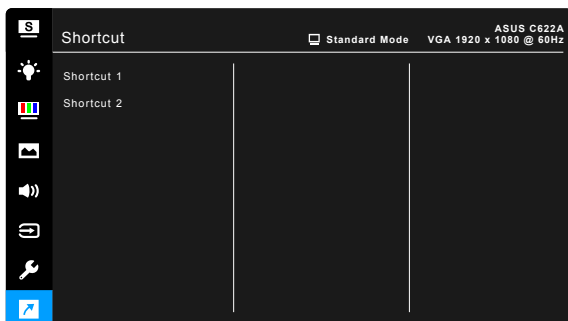 S
ASUS C622A
Shortcut
Standard Mode
VGA 1920 x 1080 @ 60Hz
Shortcut 1
Shortcut 2